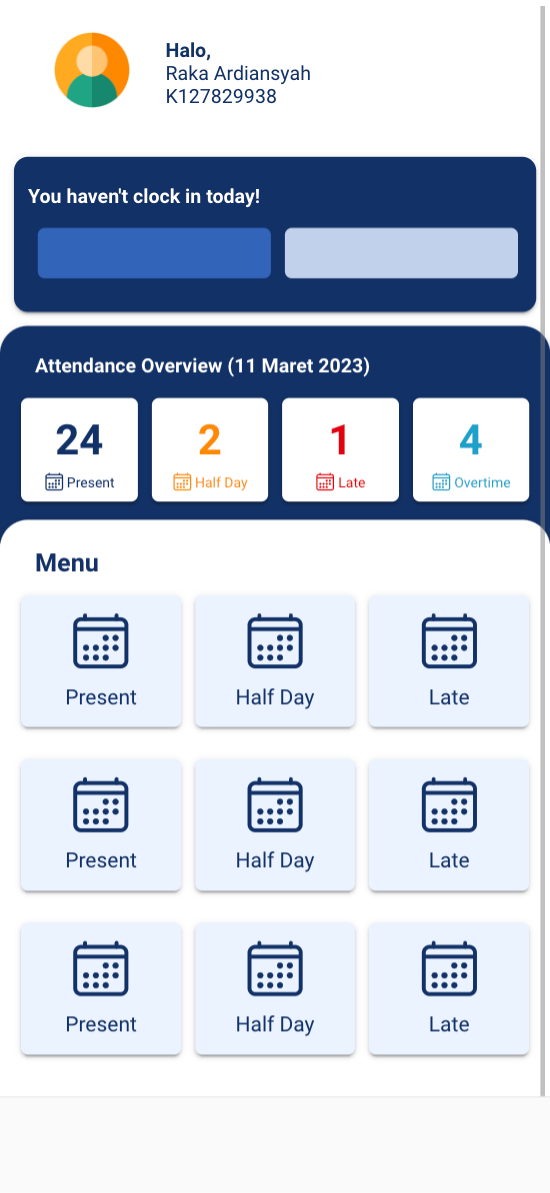 Halo,
Raka Ardiansyah
K127829938
You haven't clock in today!
Attendance Overview (11 Maret 2023)
24 2 1 4
Present Half Day Late Overtime
Menu
Present Half Day Late
Present Half Day Late
Present Half Day Late